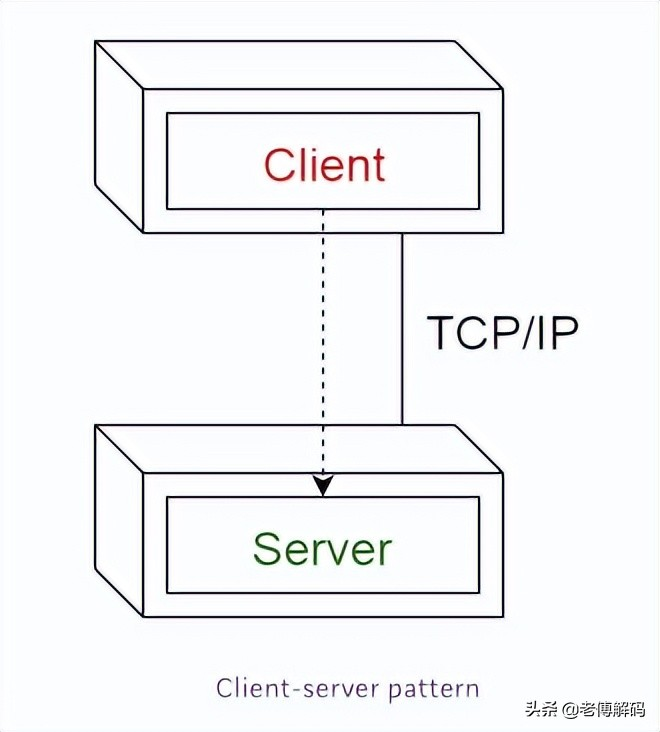 Client
TCP/IP
Server
Client-server pattern
头条 @老傅解码